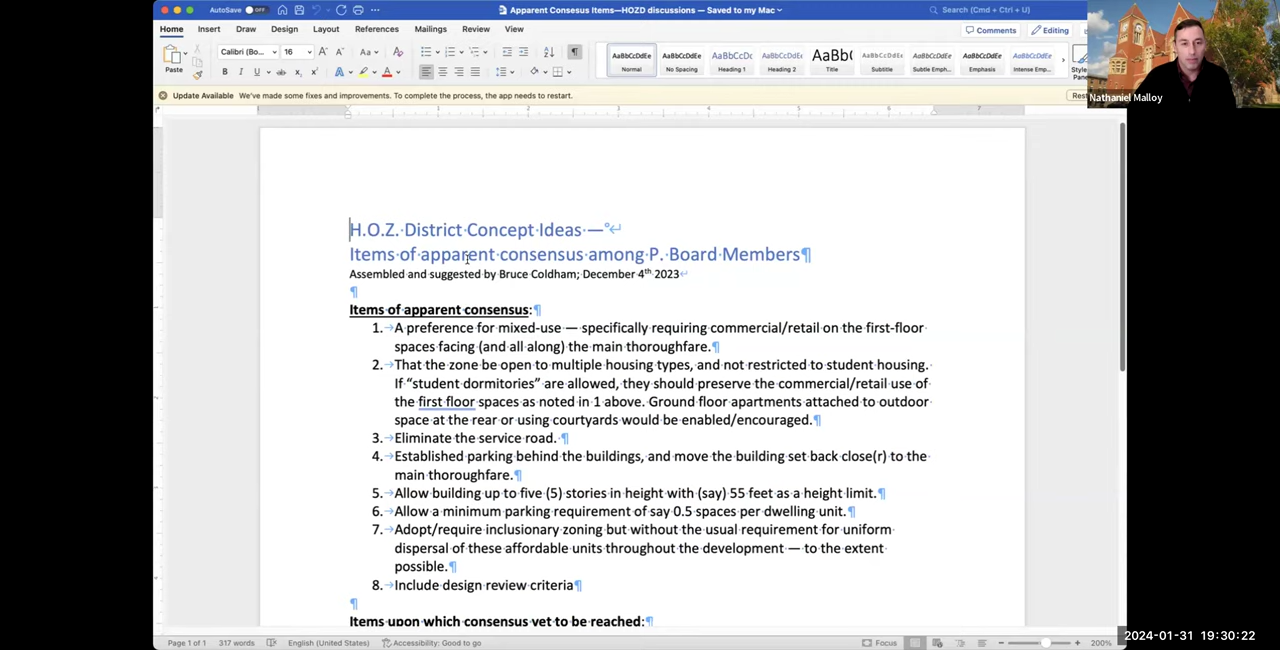 AutoSave OFF
Apparent Consesus Items—HOZD discussions — Saved to my Mac
Search (Cmd + Ctrl + U)
Home Insert Draw Design Layout References Mailings Review View
Comments Editing
Paste
Calibri (Bo... 16
AaBbCcDdEe AaBbCcDdEe AaBbCcDc AaBbCcDdEe AaBb( AaBbCcDdEe AaBbCcDdEe AaBbCcDdEe AaBbCcDdEe
Normal No Spacing Heading 1 Heading 2 Title Subtitle Subtle Emph... Emphasis Intense Emp...
Nathaniel Malloy
Update Available We've made some fixes and improvements. To complete the process, the app needs to restart.
H.O.Z. District Concept Ideas —
Items of apparent consensus among P. Board Members
Assembled and suggested by Bruce Coldham; December 4th 2023
Items of apparent consensus:
1. A preference for mixed-use — specifically requiring commercial/retail on the first-floor
spaces facing (and all along) the main thoroughfare.
2. That the zone be open to multiple housing types, and not restricted to student housing.
If “student dormitories” are allowed, they should preserve the commercial/retail use of
the first floor spaces as noted in 1 above. Ground floor apartments attached to outdoor
space at the rear or using courtyards would be enabled/encouraged.
3. Eliminate the service road.
4. Established parking behind the buildings, and move the building set back close(r) to the
main thoroughfare.
5. Allow building up to five (5) stories in height with (say) 55 feet as a height limit.
6. Allow a minimum parking requirement of say 0.5 spaces per dwelling unit.
7. Adopt/require inclusionary zoning but without the usual requirement for uniform
dispersal of these affordable units throughout the development — to the extent
possible.
8. Include design review criteria
Items upon which consensus yet to be reached:
Page 1 of 1 317 words English (United States) Accessibility: Good to go Focus 200%
2024-01-31 19:30:22